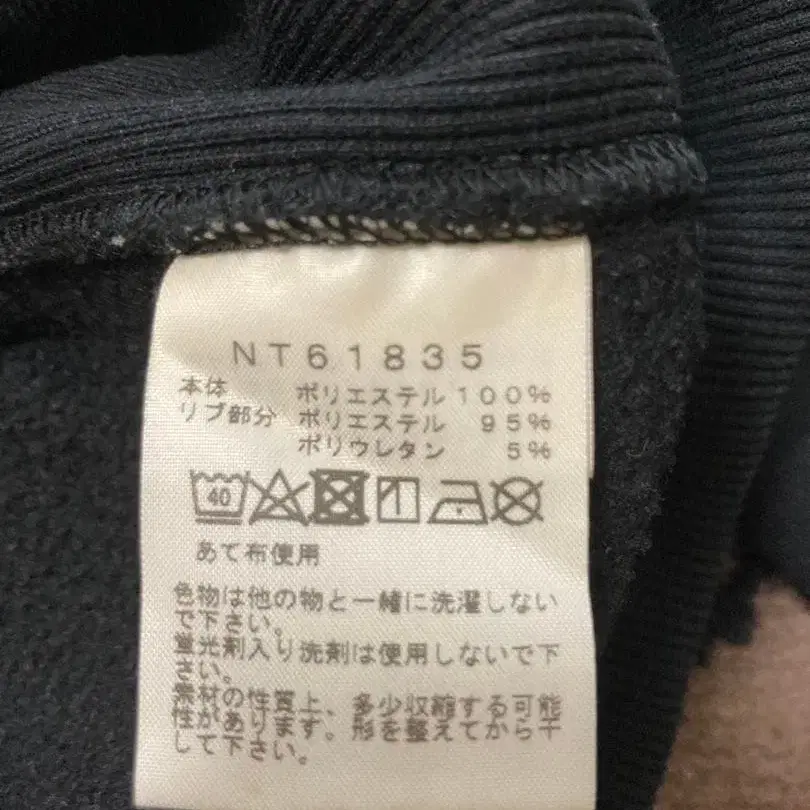 NT61835
本体 ポリエステル 100%
リブ部分 ポリエステル 95%
ポリウレタン 5%
40
あて布使用
色物は他の物と一緒に洗濯しない
で下さい。
蛍光剤入り洗剤は使用しないで下
さい。
素材の性質上、多少収縮する可能
性があります。形を整えてから干
して下さい。